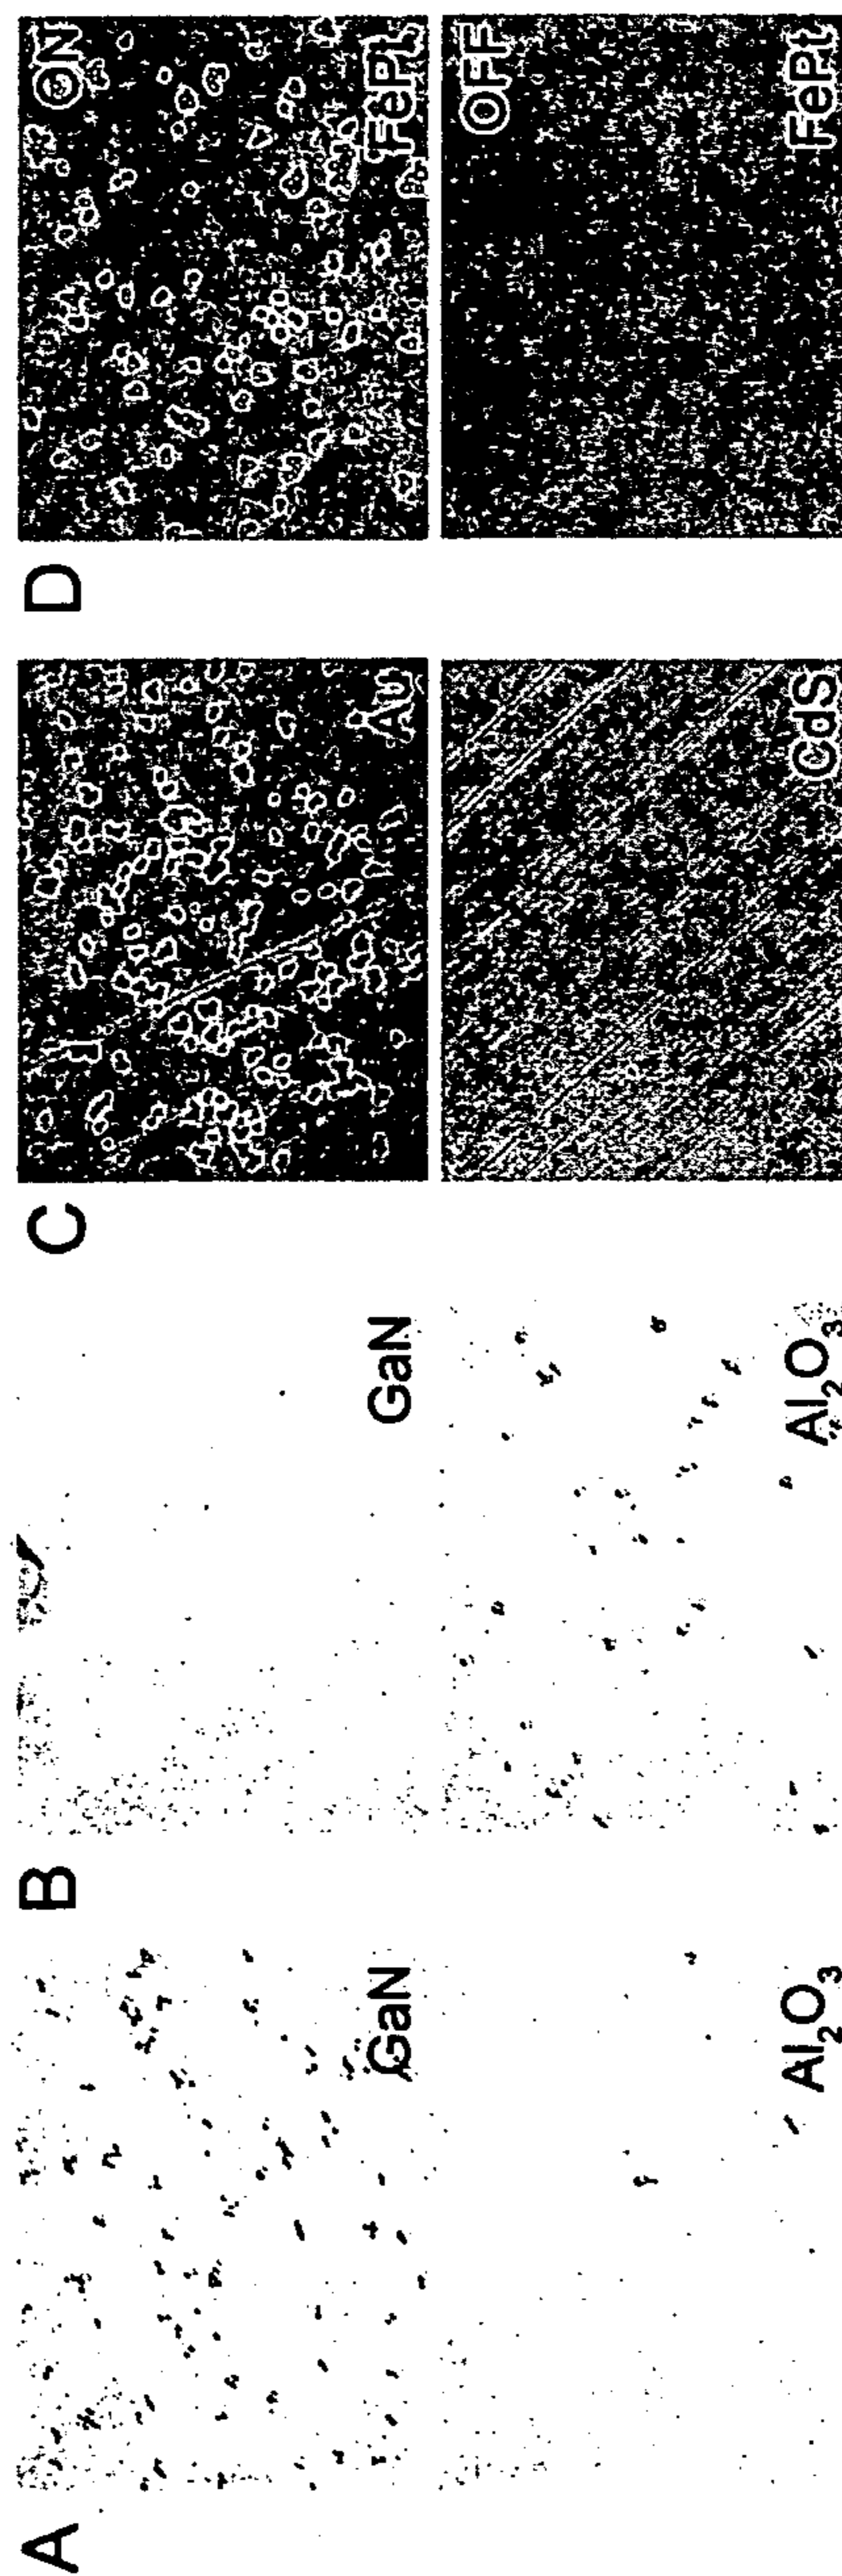 A
GaN
Al₂O₃
B
GaN
Al₂O₃
C
Au
CdS
D
ON
FePt
OFF
FePt